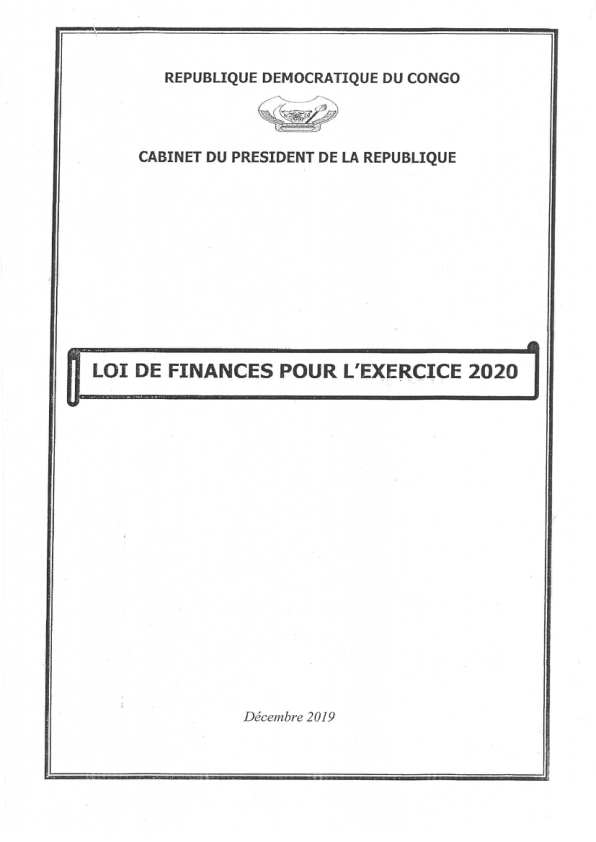 REPUBLIQUE DEMOCRATIQUE DU CONGO
CABINET DU PRESIDENT DE LA REPUBLIQUE
LOI DE FINANCES POUR L'EXERCICE 2020
Décembre 2019